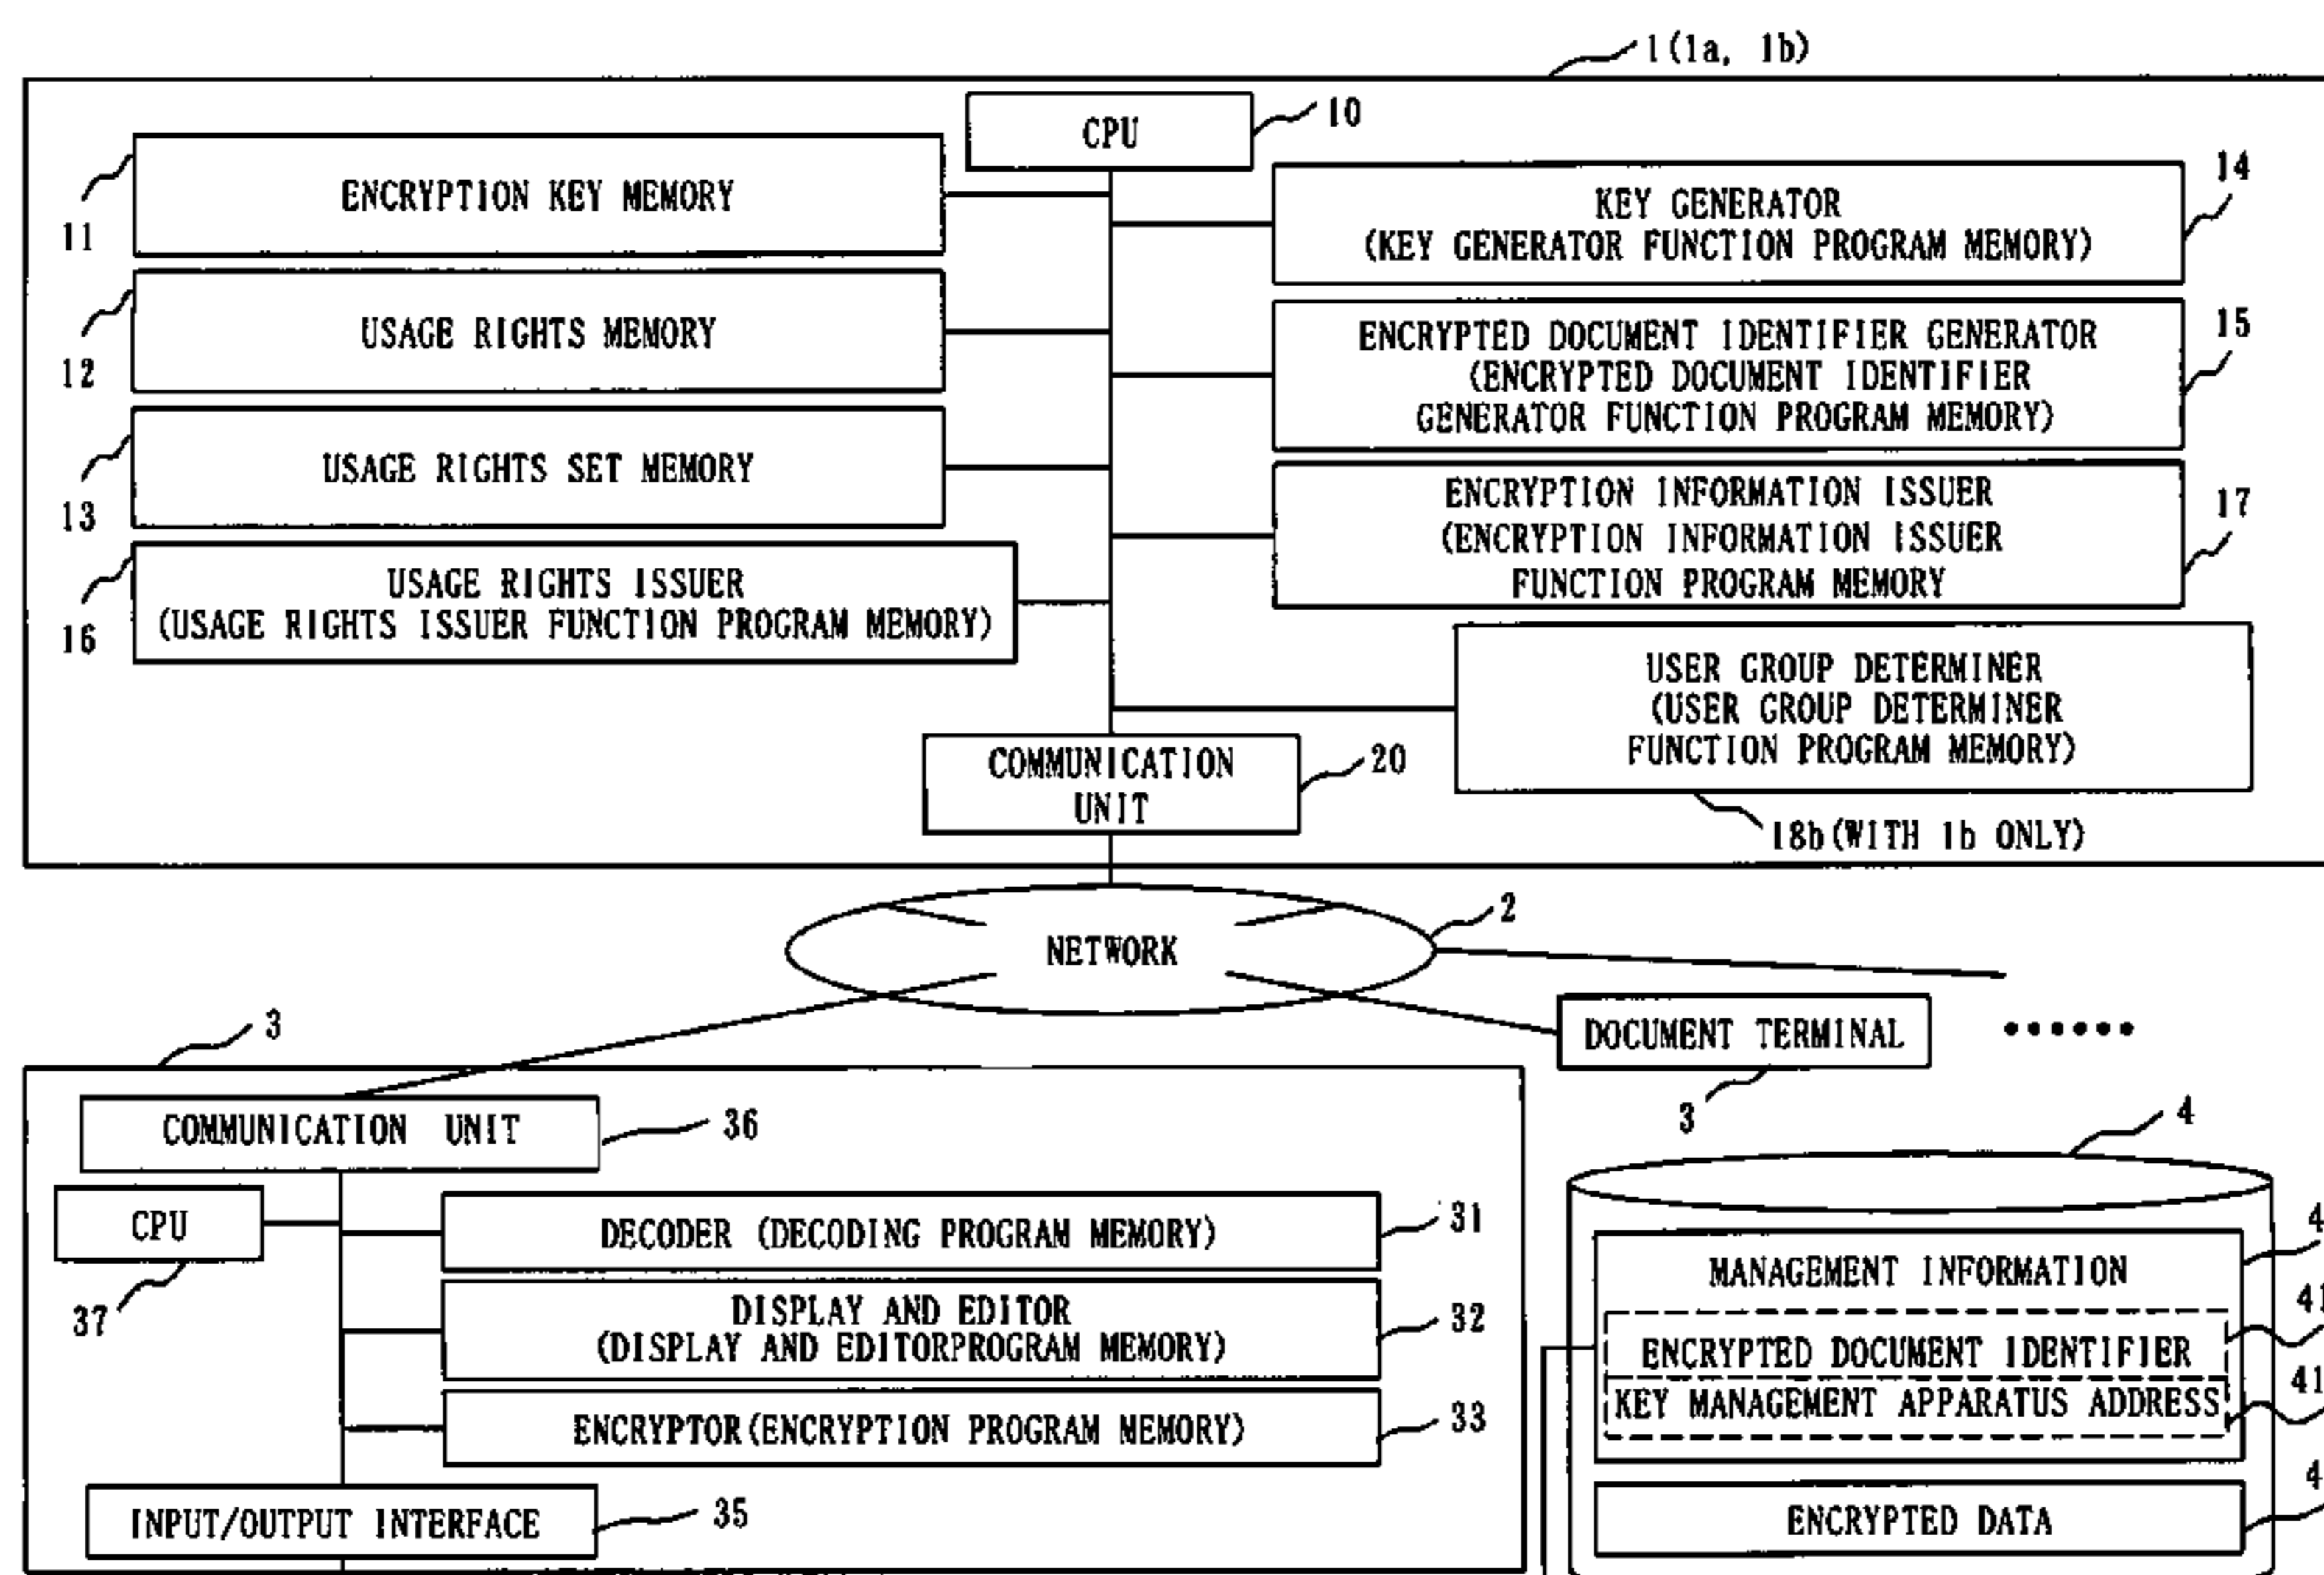 1(1a, 1b)
CPU
10
ENCRYPTION KEY MEMORY
11
KEY GENERATOR
(KEY GENERATOR FUNCTION PROGRAM MEMORY)
14
USAGE RIGHTS MEMORY
12
ENCRYPTED DOCUMENT IDENTIFIER GENERATOR
(ENCRYPTED DOCUMENT IDENTIFIER
GENERATOR FUNCTION PROGRAM MEMORY)
15
USAGE RIGHTS SET MEMORY
13
ENCRYPTION INFORMATION ISSUER
(ENCRYPTION INFORMATION ISSUER
FUNCTION PROGRAM MEMORY
17
USAGE RIGHTS ISSUER
(USAGE RIGHTS ISSUER FUNCTION PROGRAM MEMORY)
16
USER GROUP DETERMINER
(USER GROUP DETERMINER
FUNCTION PROGRAM MEMORY)
18b(WITH 1b ONLY)
COMMUNICATION
UNIT
20
NETWORK
2
3
DOCUMENT TERMINAL
3
••••••
COMMUNICATION UNIT
36
CPU
37
DECODER (DECODING PROGRAM MEMORY)
31
DISPLAY AND EDITOR
(DISPLAY AND EDITORPROGRAM MEMORY)
32
ENCRYPTOR(ENCRYPTION PROGRAM MEMORY)
33
INPUT/OUTPUT INTERFACE
35
4
MANAGEMENT INFORMATION
ENCRYPTED DOCUMENT IDENTIFIER
KEY MANAGEMENT APPARATUS ADDRESS
ENCRYPTED DATA